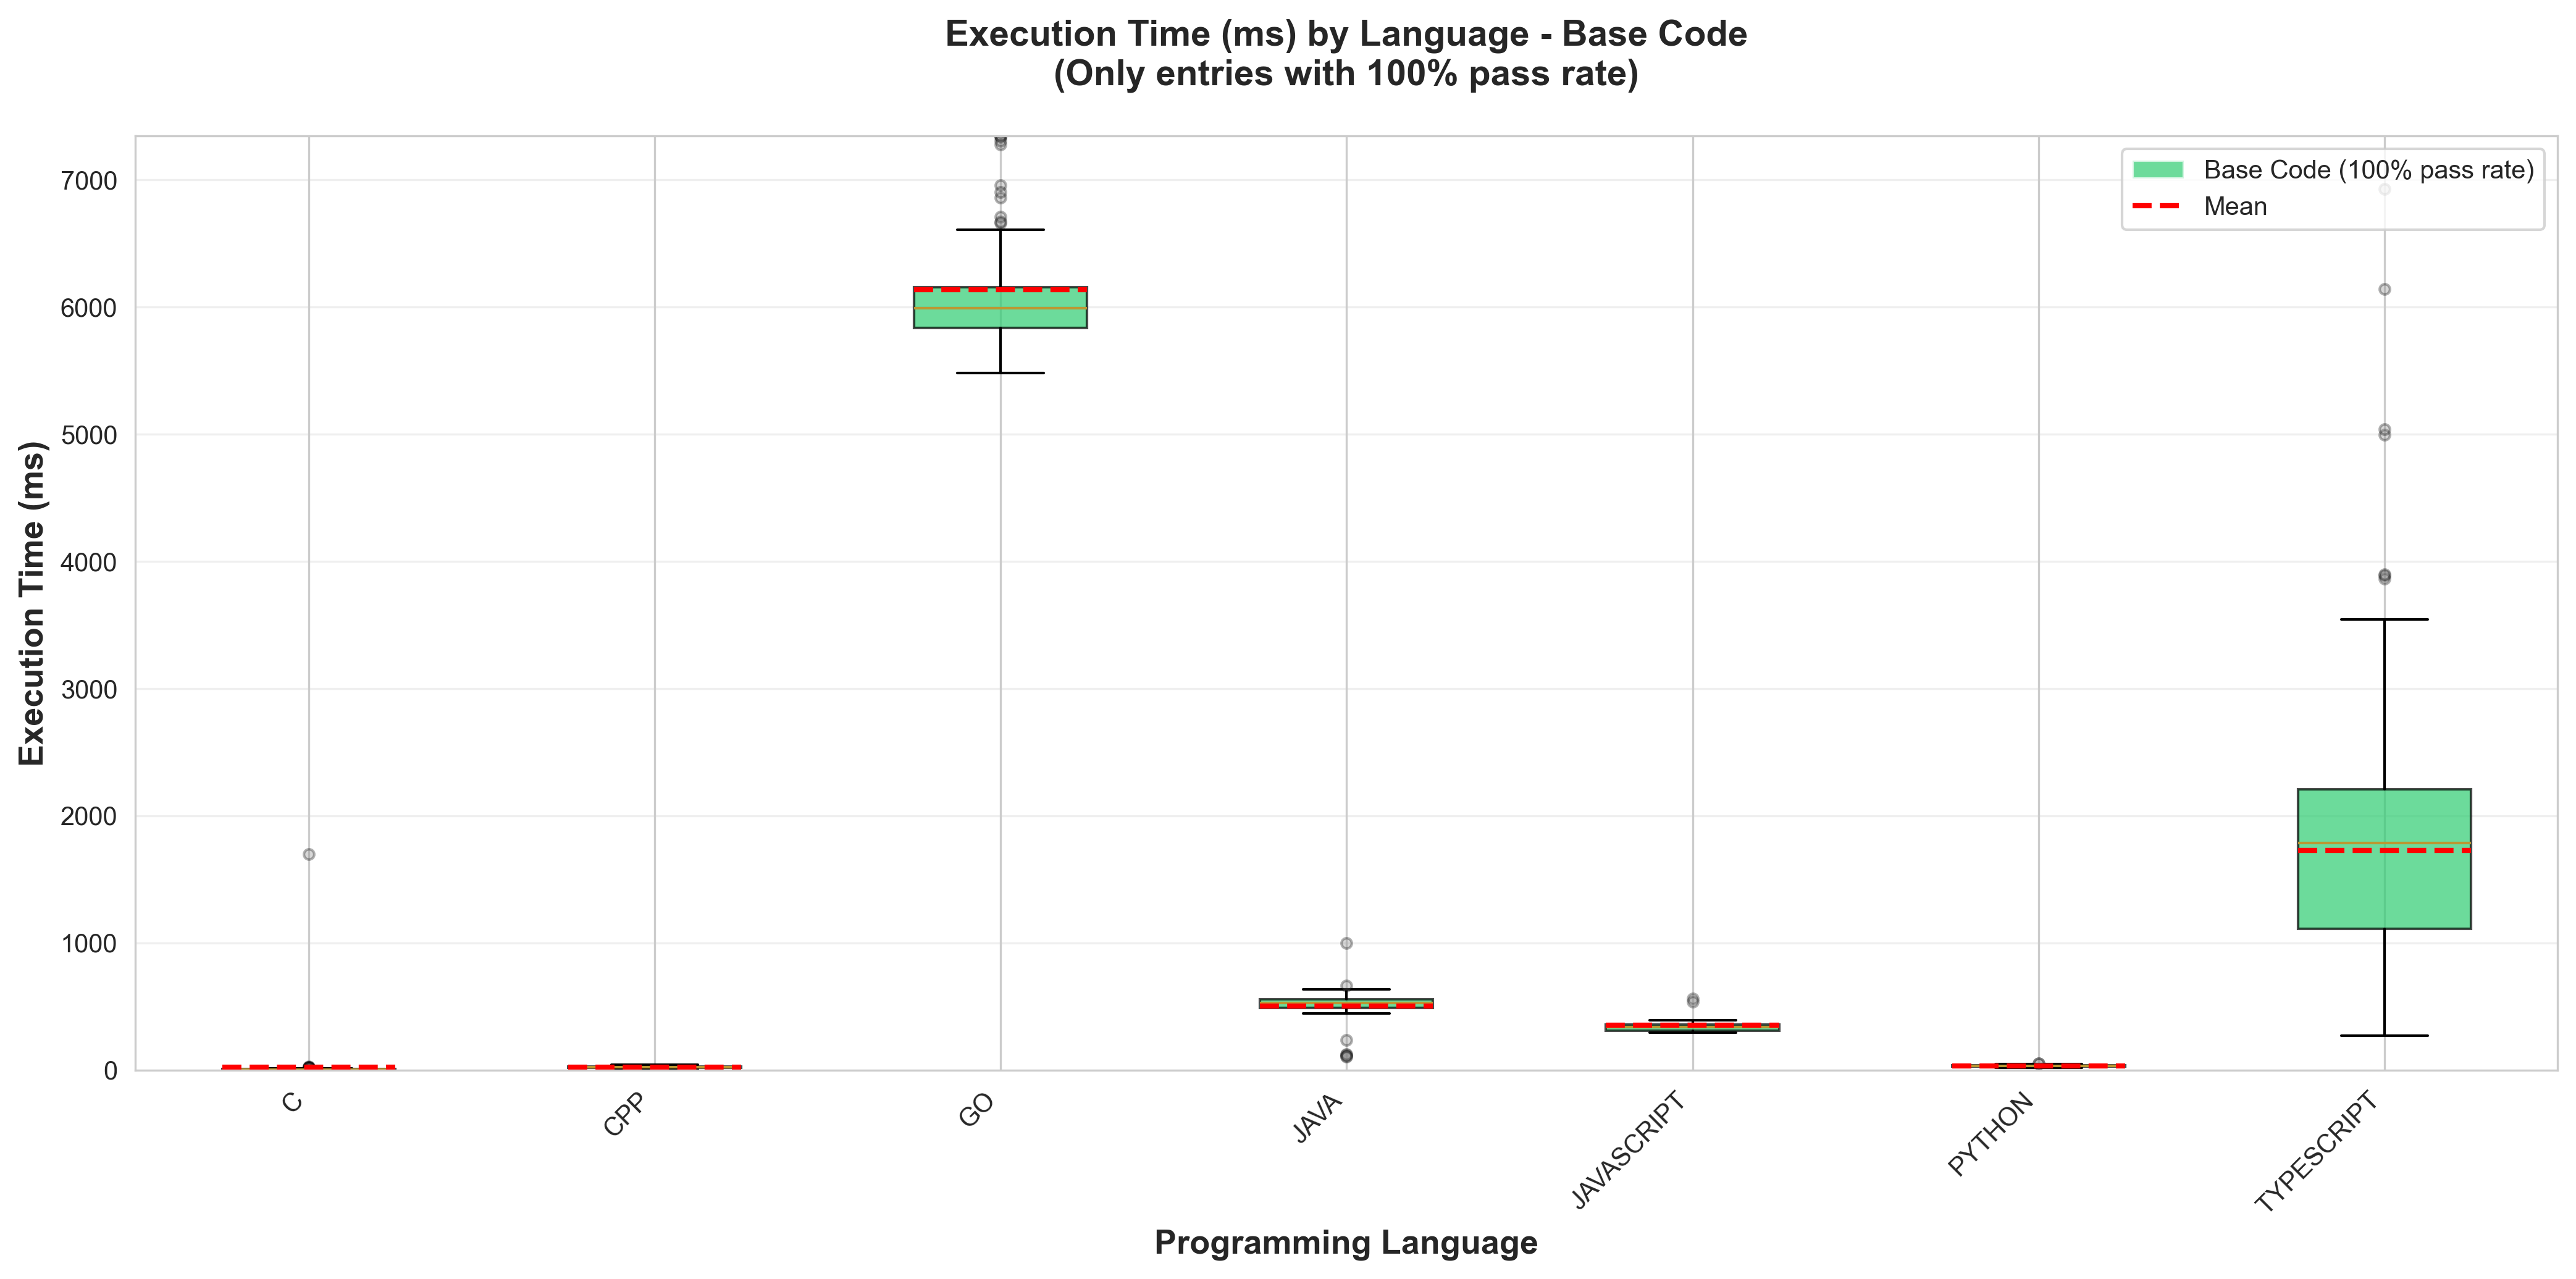 Execution Time (ms) by Language - Base Code
(Only entries with 100% pass rate)
Base Code (100% pass rate)
Mean
Execution Time (ms)
7000
6000
5000
4000
3000
2000
1000
0
C
CPP
GO
JAVA
JAVASCRIPT
PYTHON
TYPESCRIPT
Programming Language